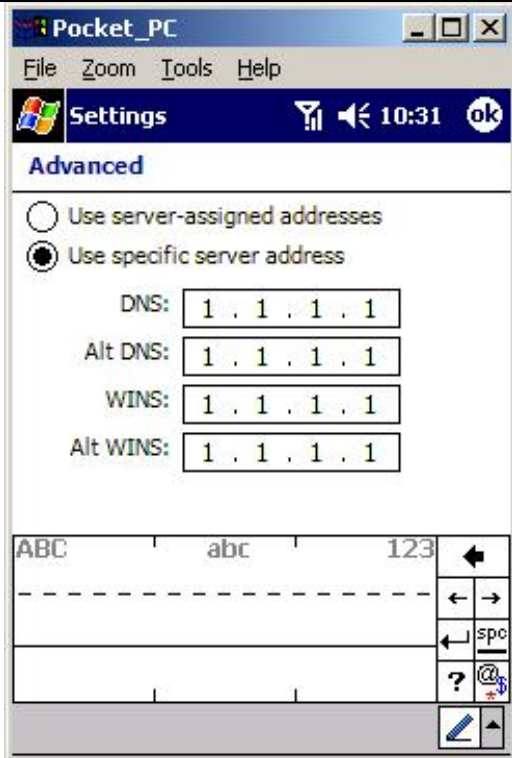 Pocket_PC
File Zoom Tools Help
Settings 10:31 ok
Advanced
Use server-assigned addresses
Use specific server address
DNS: 1 . 1 . 1 . 1
Alt DNS: 1 . 1 . 1 . 1
WINS: 1 . 1 . 1 . 1
Alt WINS: 1 . 1 . 1 . 1
ABC abc 123
spc
? @*$